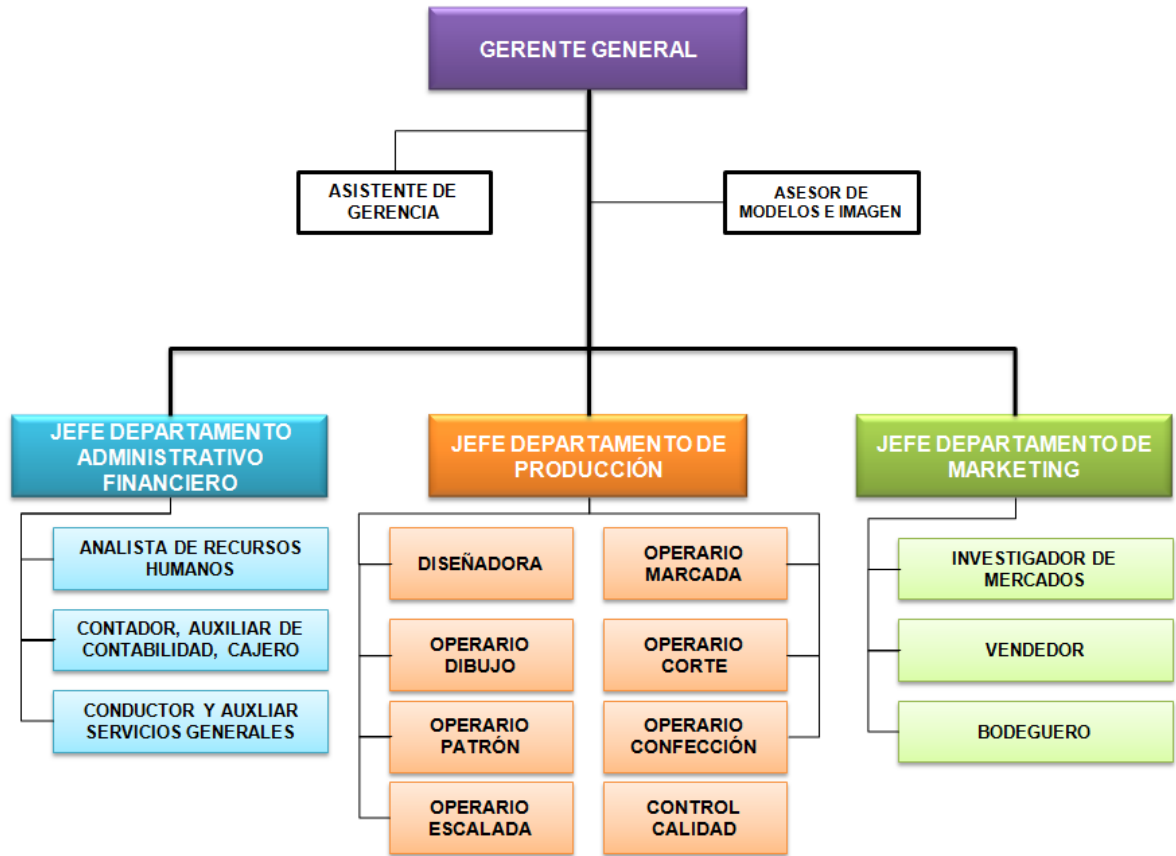 GERENTE GENERAL
ASISTENTE DE
GERENCIA
ASESOR DE
MODELOS E IMAGEN
JEFE DEPARTAMENTO
ADMINISTRATIVO
FINANCIERO
JEFE DEPARTAMENTO DE
PRODUCCIÓN
JEFE DEPARTAMENTO DE
MARKETING
ANALISTA DE RECURSOS
HUMANOS
CONTADOR, AUXILIAR DE
CONTABILIDAD, CAJERO
CONDUCTOR Y AUXLIAR
SERVICIOS GENERALES
DISEÑADORA
OPERARIO
DIBUJO
OPERARIO
PATRÓN
OPERARIO
ESCALADA
OPERARIO
MARCADA
OPERARIO
CORTE
OPERARIO
CONFECCIÓN
CONTROL
CALIDAD
INVESTIGADOR DE
MERCADOS
VENDEDOR
BODEGUERO